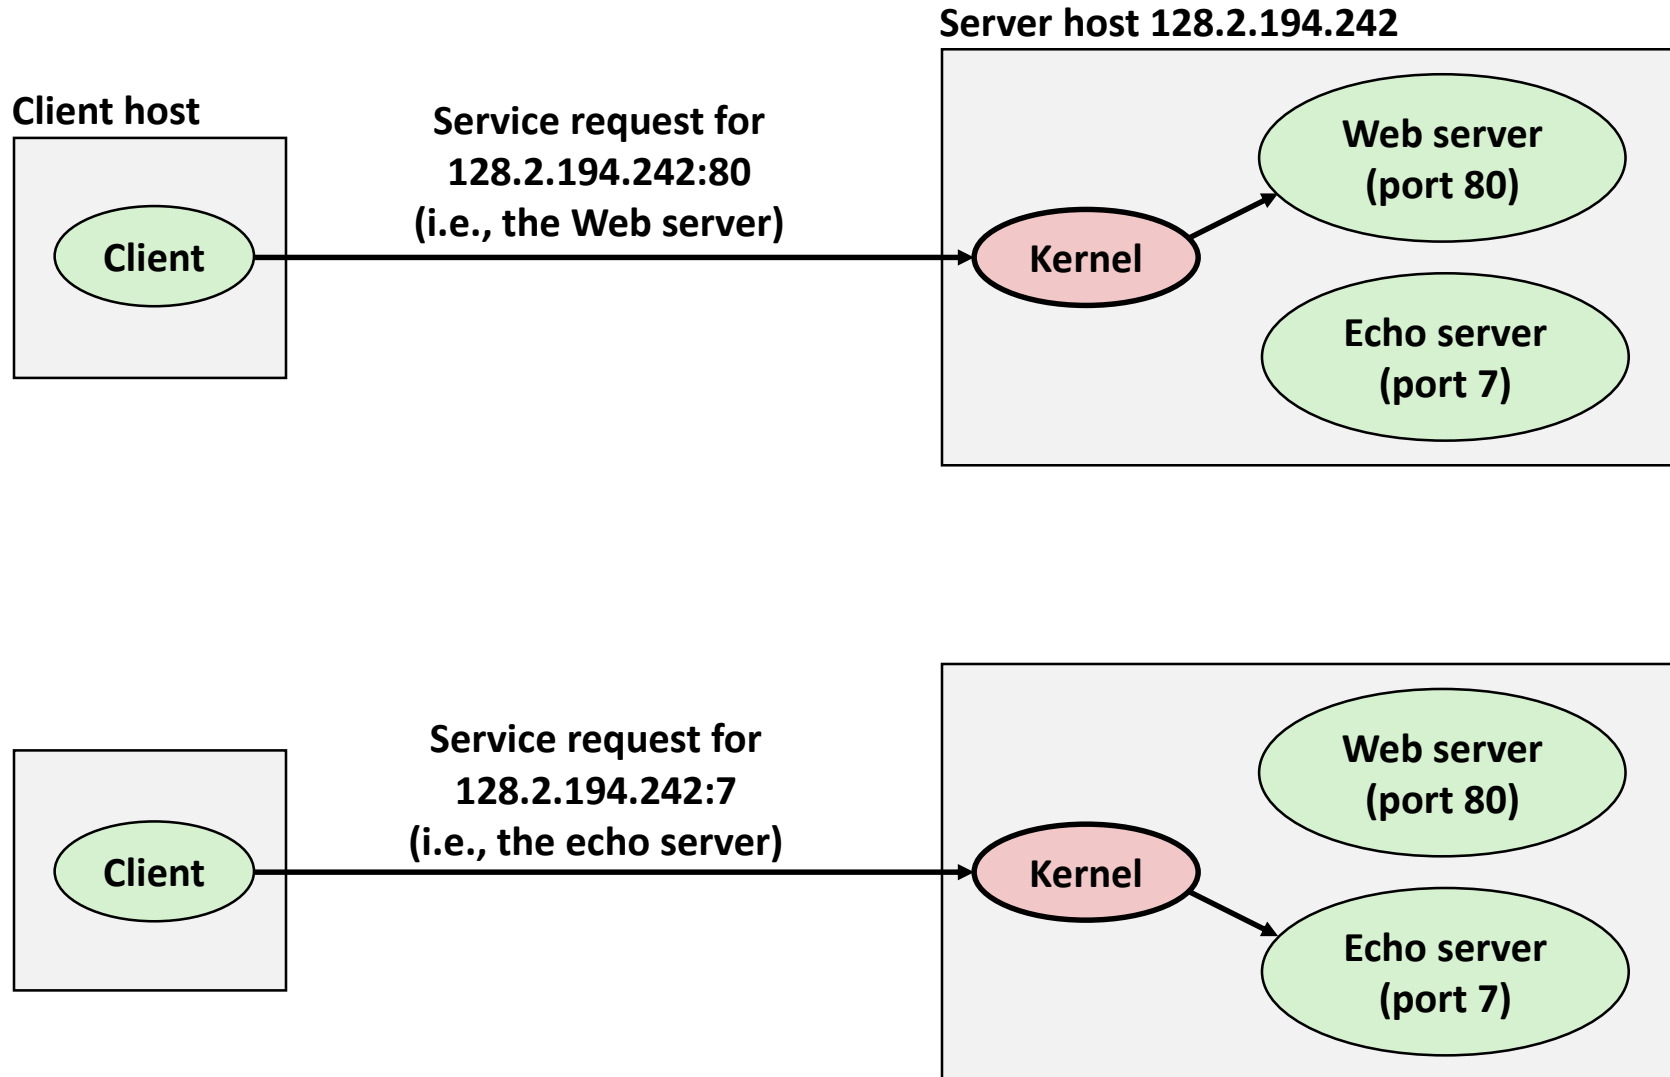 Server host 128.2.194.242
Client host
Service request for
128.2.194.242:80
(i.e., the Web server)
Client
Kernel
Web server
(port 80)
Echo server
(port 7)
Service request for
128.2.194.242:7
(i.e., the echo server)
Client
Kernel
Web server
(port 80)
Echo server
(port 7)